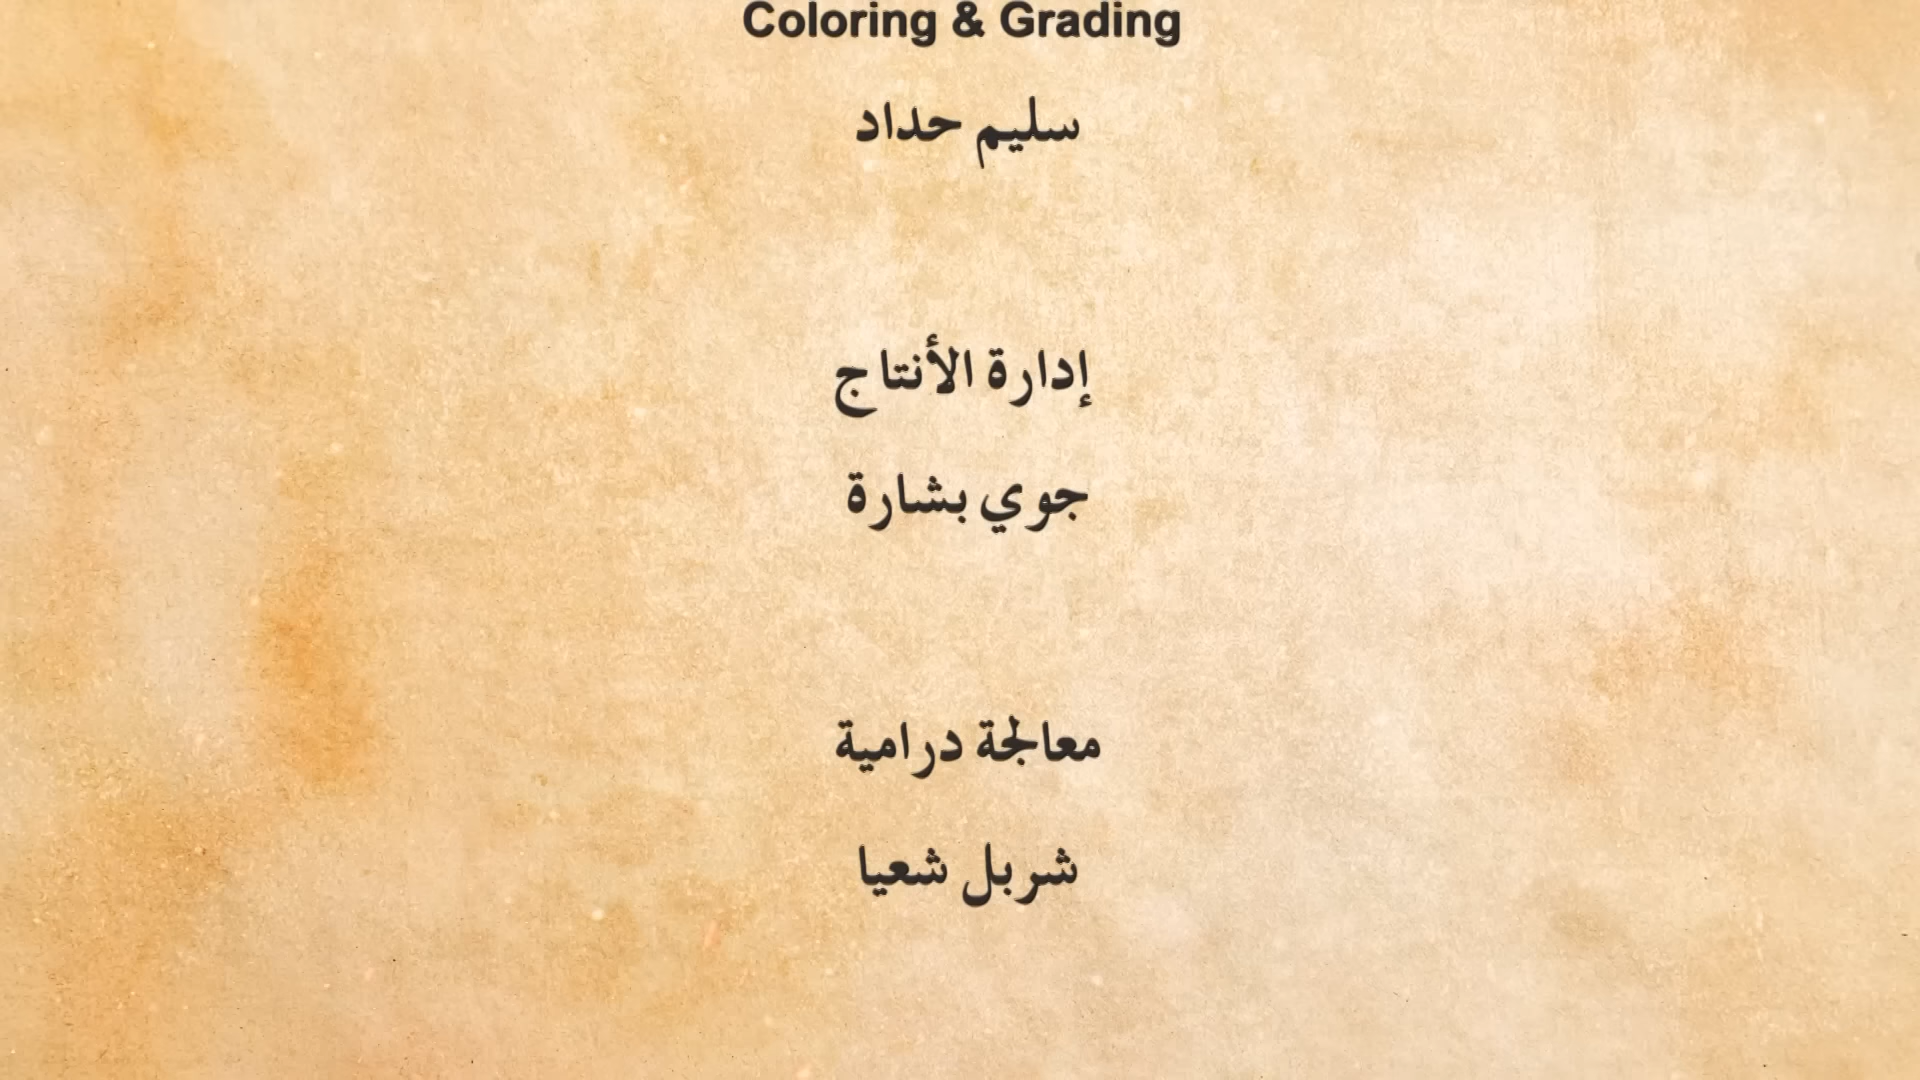 Coloring & Grading
سليم حداد
إدارة الأنتاج
جوي بشارة
معالجة درامية
شربل شعيا